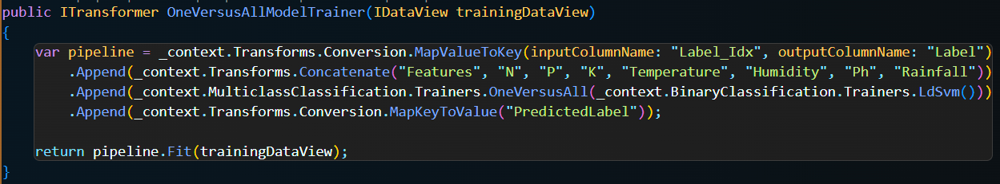 public ITransformer OneVersusAllModelTrainer(IDataView trainingDataView)
{
    var pipeline = _context.Transforms.Conversion.MapValueToKey(inputColumnName: "Label_Idx", outputColumnName: "Label")
        .Append(_context.Transforms.Concatenate("Features", "N", "P", "K", "Temperature", "Humidity", "Ph", "Rainfall"))
        .Append(_context.MulticlassClassification.Trainers.OneVersusAll(_context.BinaryClassification.Trainers.LdSvm()))
        .Append(_context.Transforms.Conversion.MapKeyToValue("PredictedLabel"));
    return pipeline.Fit(trainingDataView);
}